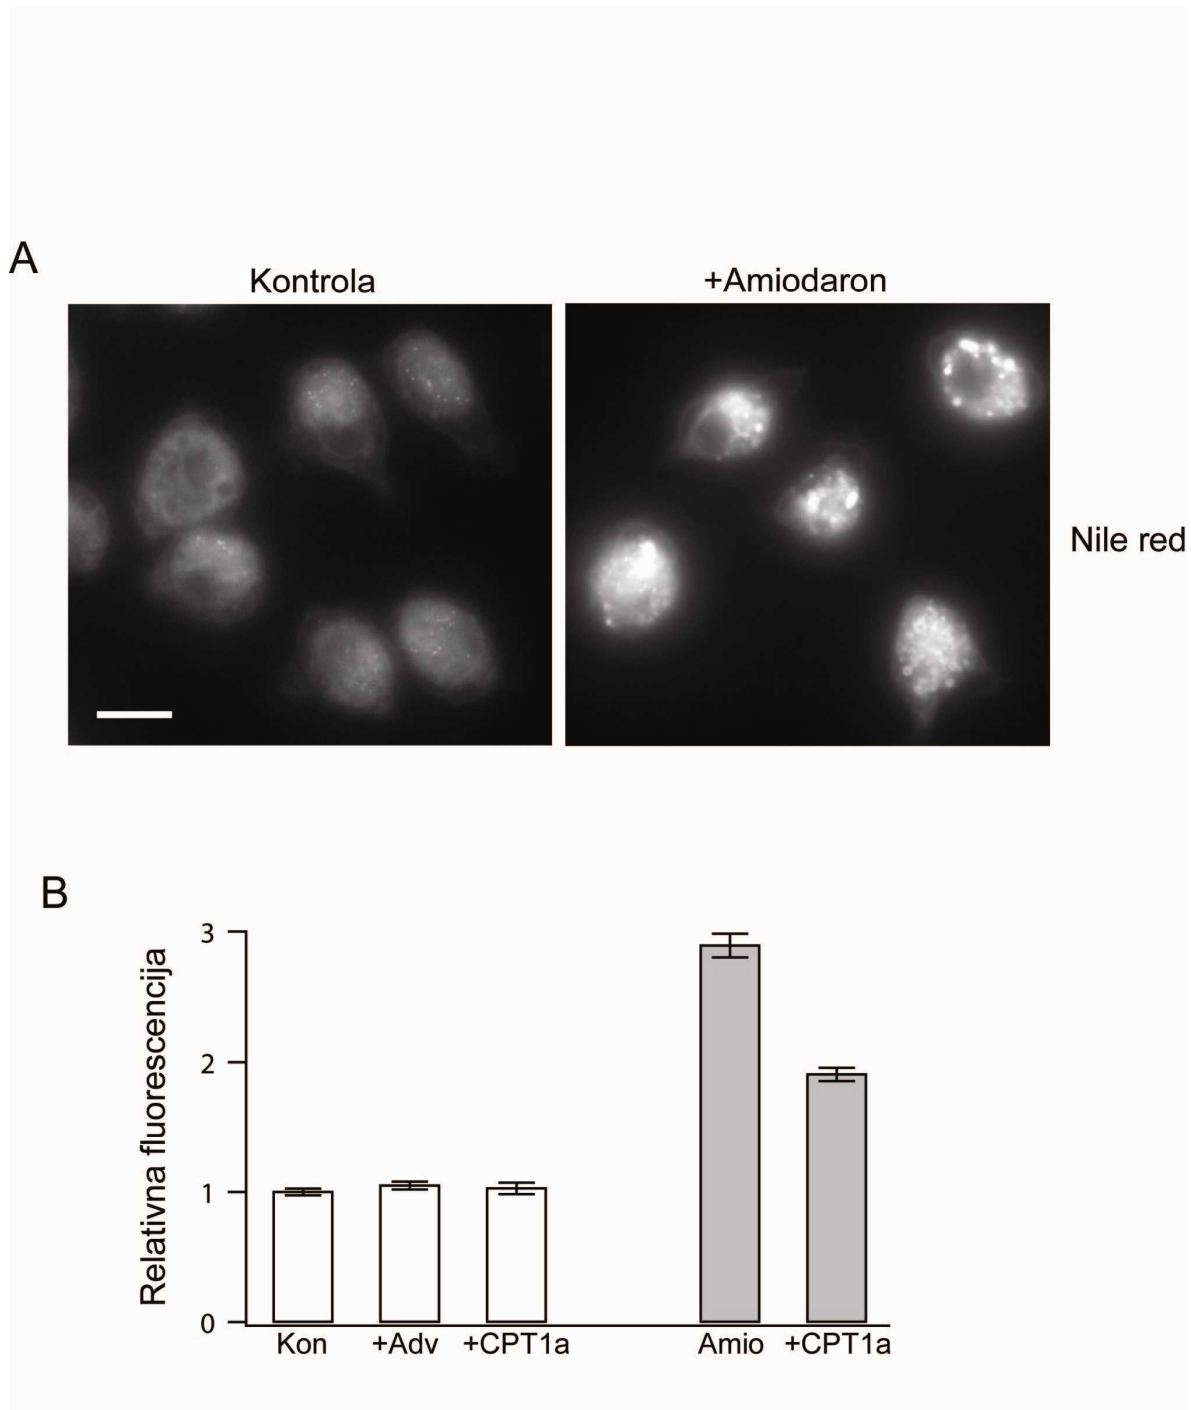 A
Kontrola
+Amiodaron
Nile red
B
Relativna fluorescencija
3
2
1
0
Kon
+Adv
+CPT1a
Amio
+CPT1a